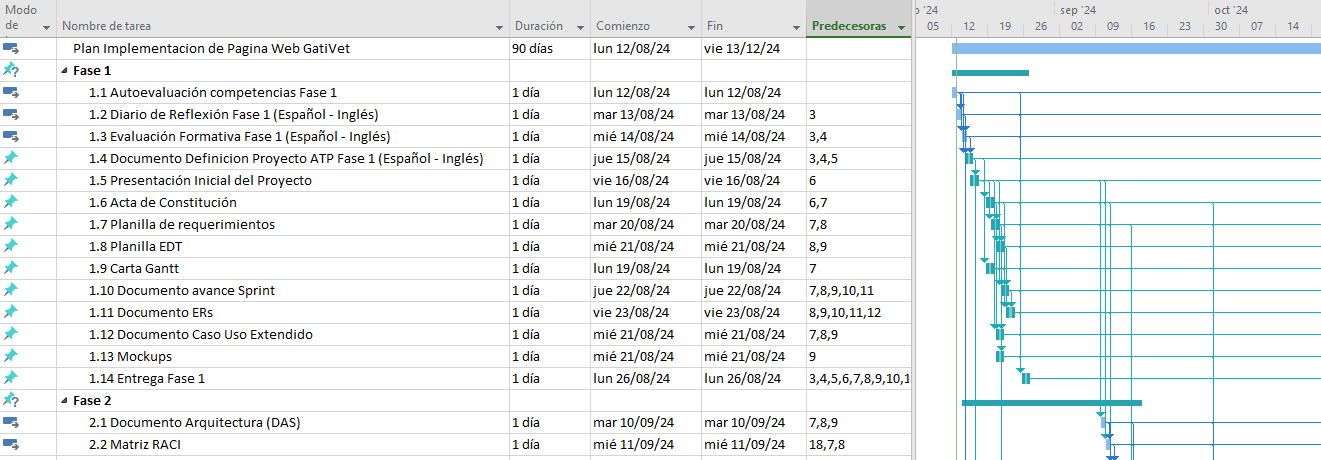 Modo de
Nombre de tarea Duración Comienzo Fin Predecesoras
'24 sep '24 oct '24
05 12 19 26 02 09 16 23 30 07 14
Plan Implementacion de Pagina Web GatiVet 90 días lun 12/08/24 vie 13/12/24
Fase 1
1.1 Autoevaluación competencias Fase 1 1 día lun 12/08/24 lun 12/08/24
1.2 Diario de Reflexión Fase 1 (Español - Inglés) 1 día mar 13/08/24 mar 13/08/24 3
1.3 Evaluación Formativa Fase 1 (Español - Inglés) 1 día mié 14/08/24 mié 14/08/24 3,4
1.4 Documento Definicion Proyecto ATP Fase 1 (Español - Inglés) 1 día jue 15/08/24 jue 15/08/24 3,4,5
1.5 Presentación Inicial del Proyecto 1 día vie 16/08/24 vie 16/08/24 6
1.6 Acta de Constitución 1 día lun 19/08/24 lun 19/08/24 6,7
1.7 Planilla de requerimientos 1 día mar 20/08/24 mar 20/08/24 7,8
1.8 Planilla EDT 1 día mié 21/08/24 mié 21/08/24 8,9
1.9 Carta Gantt 1 día lun 19/08/24 lun 19/08/24 7
1.10 Documento avance Sprint 1 día jue 22/08/24 jue 22/08/24 7,8,9,10,11
1.11 Documento ERs 1 día vie 23/08/24 vie 23/08/24 8,9,10,11,12
1.12 Documento Caso Uso Extendido 1 día mié 21/08/24 mié 21/08/24 7,8,9
1.13 Mockups 1 día mié 21/08/24 mié 21/08/24 9
1.14 Entrega Fase 1 1 día lun 26/08/24 lun 26/08/24 3,4,5,6,7,8,9,10,1
Fase 2
2.1 Documento Arquitectura (DAS) 1 día mar 10/09/24 mar 10/09/24 7,8,9
2.2 Matriz RACI 1 día mié 11/09/24 mié 11/09/24 18,7,8